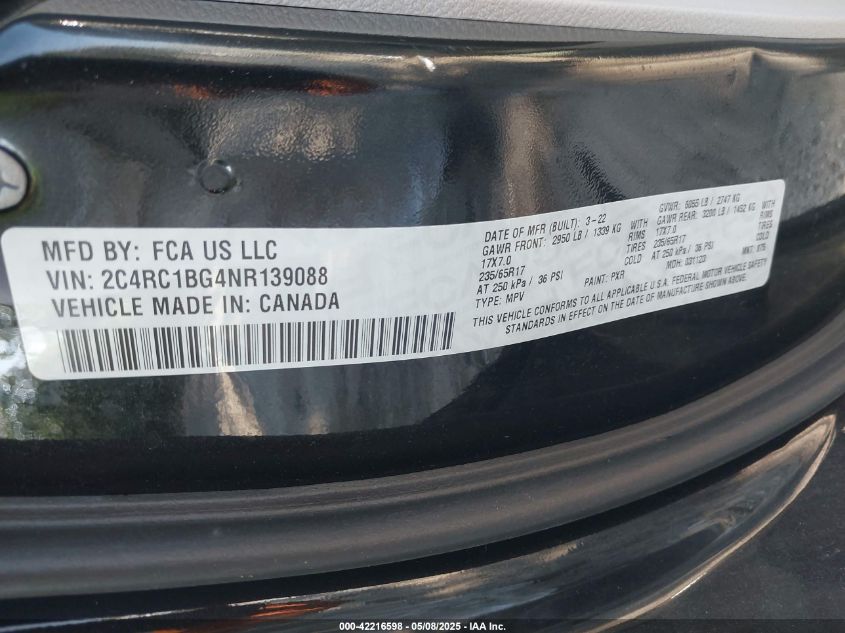 MFD BY: FCA US LLC
VIN: 2C4RC1BG4NR139088
VEHICLE MADE IN: CANADA
DATE OF MFR (BUILT): 3-22 GVWR: 6055 LB / 2747 KG
GAWR FRONT: 2950 LB / 1339 KG WITH GAWR REAR: 3200 LB / 1452 KG WITH
17X7.0 RIMS 17X7.0 RIMS
235/65R17 TIRES 235/65R17 TIRES
AT 250 kPa / 36 PSI COLD AT 250 kPa / 36 PSI COLD
TYPE: MPV PAINT: PXR MDH: 031123 MKT:
THIS VEHICLE CONFORMS TO ALL APPLICABLE U.S.A. FEDERAL MOTOR VEHICLE SAFETY
STANDARDS IN EFFECT ON THE DATE OF MANUFACTURE SHOWN ABOVE.
000-42216598 - 05/08/2025 - IAA Inc.